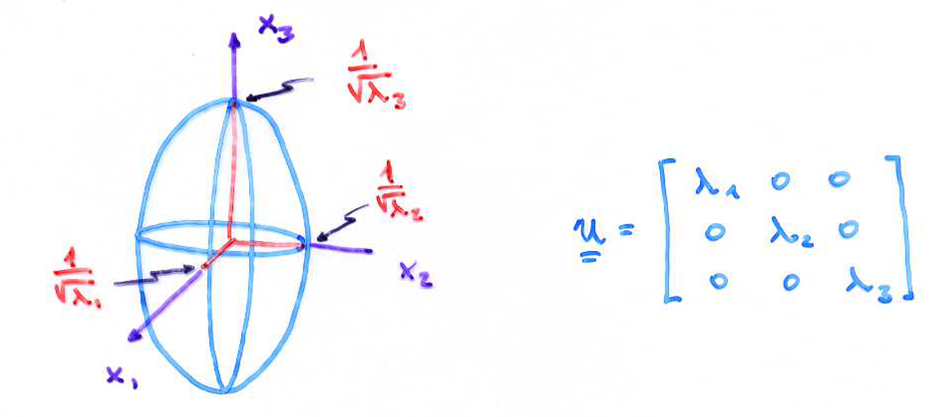 x₃
1/√λ₃
1/√λ₂
x₂
1/√λ₁
x₁
u =
[ λ₁ 0 0 ]
[ 0 λ₂ 0 ]
[ 0 0 λ₃ ]